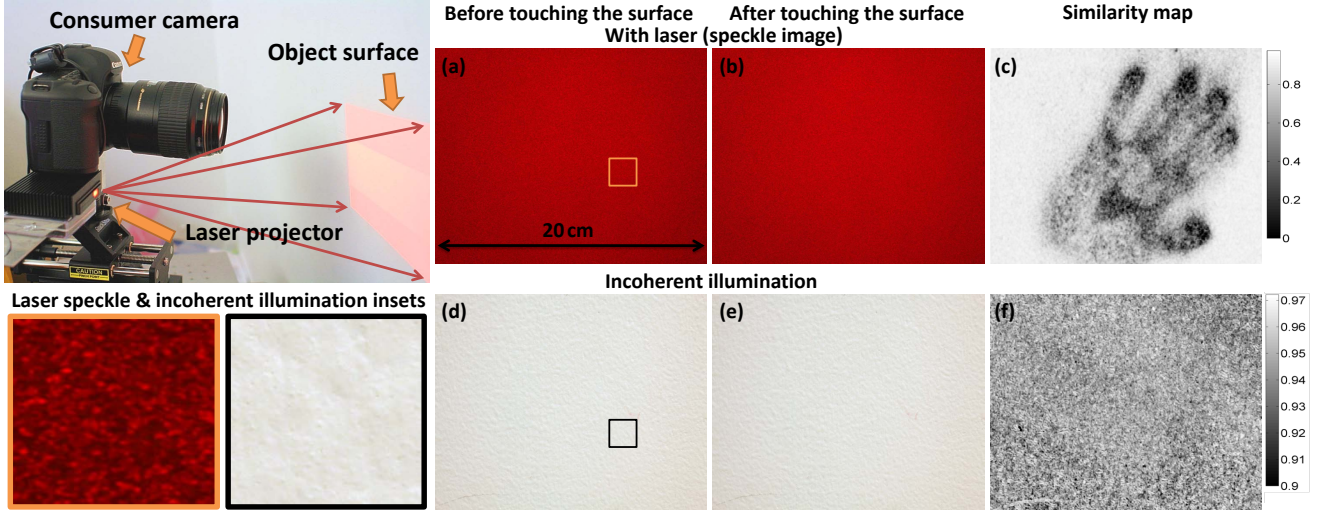 Consumer camera
Object surface
Laser projector
CAUTION
Before touching the surface
After touching the surface
Similarity map
With laser (speckle image)
(a)
20 cm
(b)
(c)
0.8
0.6
0.4
0.2
0
Laser speckle & incoherent illumination insets
Incoherent illumination
(d)
(e)
(f)
0.97
0.96
0.95
0.94
0.93
0.92
0.91
0.9